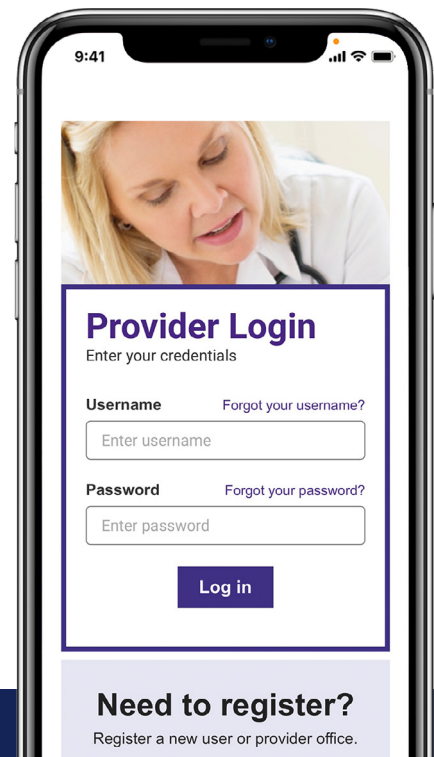 9:41
Provider Login
Enter your credentials
Username Forgot your username?
Enter username
Password Forgot your password?
Enter password
Log in
Need to register?
Register a new user or provider office.